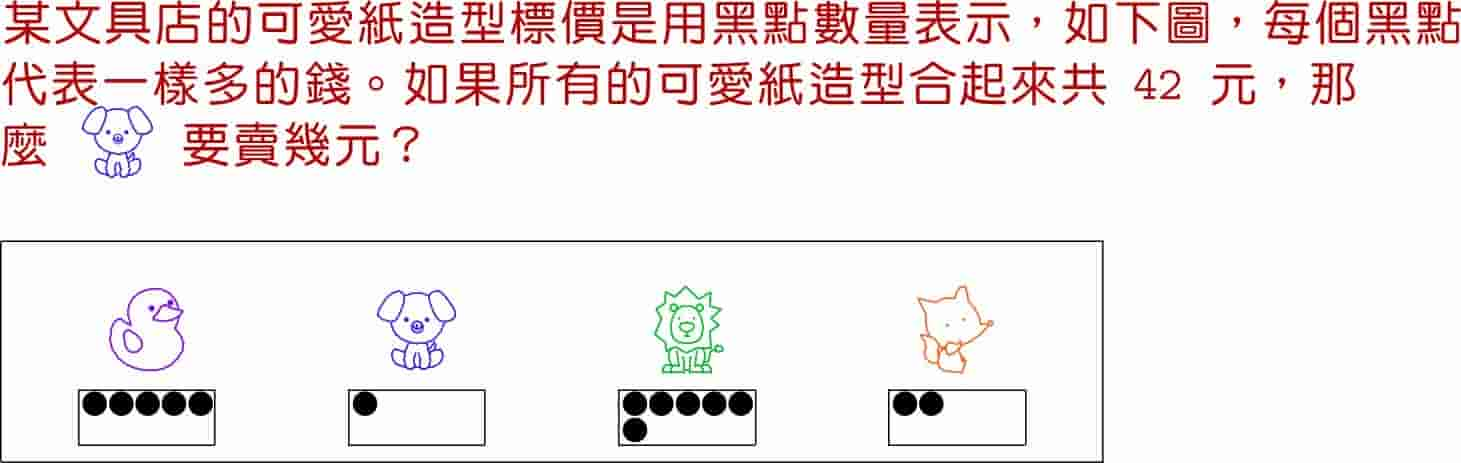 某文具店的可愛紙造型標價是用黑點數量表示，如下圖，每個黑點
代表一樣多的錢。如果所有的可愛紙造型合起來共 42 元，那
麼 要賣幾元？